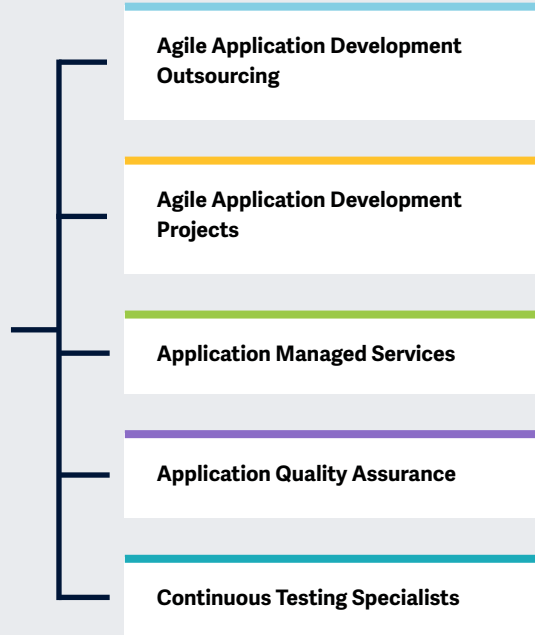 Agile Application Development
Outsourcing
Agile Application Development
Projects
Application Managed Services
Application Quality Assurance
Continuous Testing Specialists